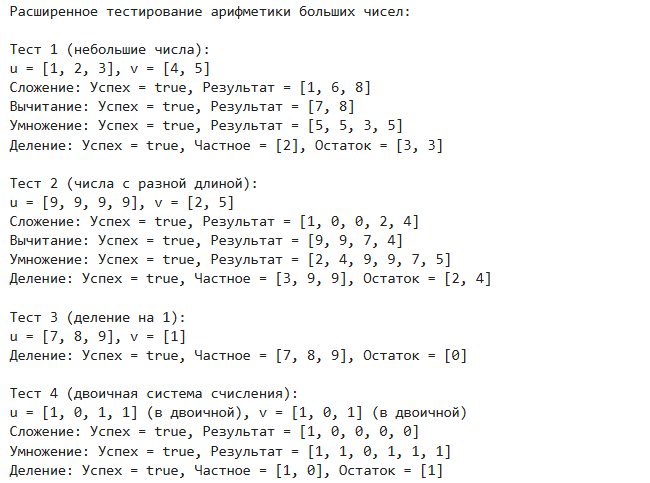 Расширенное тестирование арифметики больших чисел:
Тест 1 (небольшие числа):
u = [1, 2, 3], v = [4, 5]
Сложение: Успех = true, Результат = [1, 6, 8]
Вычитание: Успех = true, Результат = [7, 8]
Умножение: Успех = true, Результат = [5, 5, 3, 5]
Деление: Успех = true, Частное = [2], Остаток = [3, 3]
Тест 2 (числа с разной длиной):
u = [9, 9, 9, 9], v = [2, 5]
Сложение: Успех = true, Результат = [1, 0, 0, 2, 4]
Вычитание: Успех = true, Результат = [9, 9, 7, 4]
Умножение: Успех = true, Результат = [2, 4, 9, 9, 7, 5]
Деление: Успех = true, Частное = [3, 9, 9], Остаток = [2, 4]
Тест 3 (деление на 1):
u = [7, 8, 9], v = [1]
Деление: Успех = true, Частное = [7, 8, 9], Остаток = [0]
Тест 4 (двоичная система счисления):
u = [1, 0, 1, 1] (в двоичной), v = [1, 0, 1] (в двоичной)
Сложение: Успех = true, Результат = [1, 0, 0, 0, 0]
Умножение: Успех = true, Результат = [1, 1, 0, 1, 1, 1]
Деление: Успех = true, Частное = [1, 0], Остаток = [1]